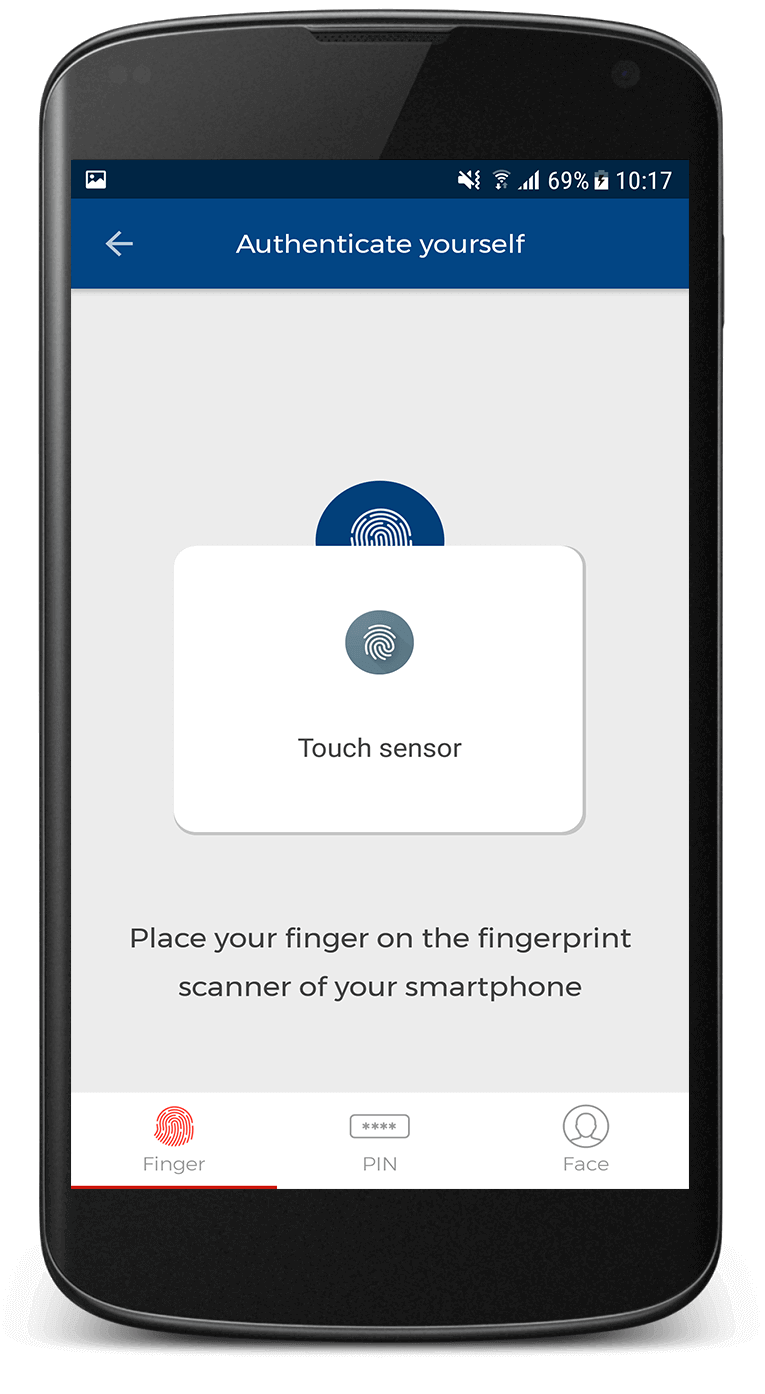 69% 10:17
Authenticate yourself
Touch sensor
Place your finger on the fingerprint
scanner of your smartphone
****
Finger PIN Face